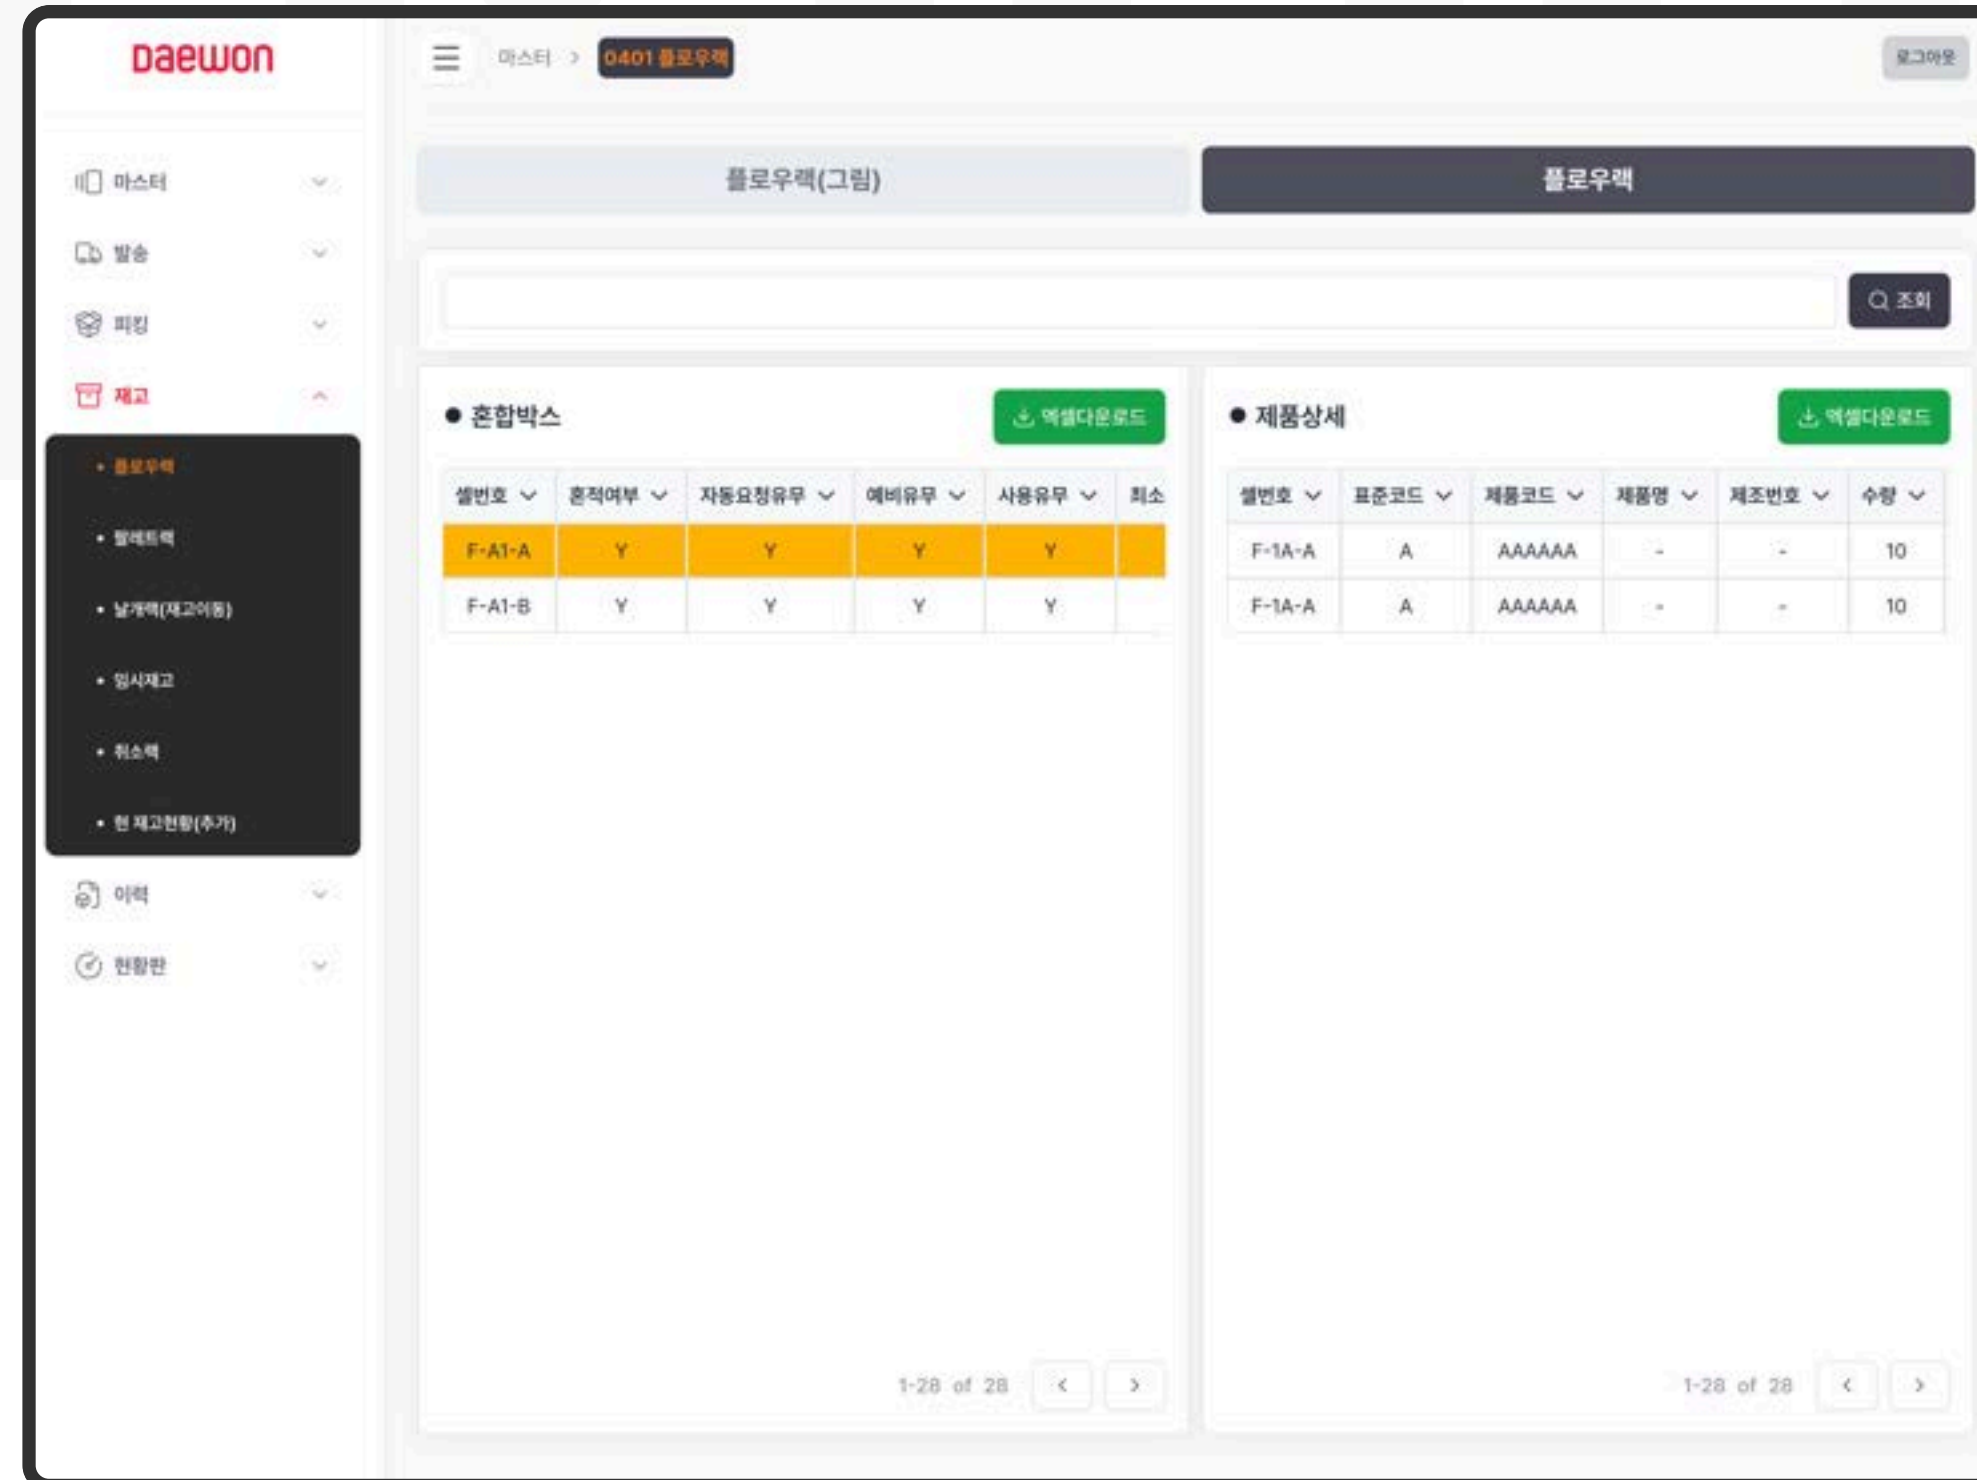 Daewon
마스터 > 0401 플로우랙
로그아웃
마스터
발송
피킹
재고
플로우랙
팔레트랙
날개랙(재고이동)
임시재고
취소랙
현 재고현황(추가)
이력
현황판
플로우랙(그림)
플로우랙
조회
혼합박스
엑셀다운로드
셀번호 혼적여부 자동요청유무 예비유무 사용유무 최소
F-A1-A Y Y Y Y
F-A1-B Y Y Y Y
1-28 of 28
제품상세
엑셀다운로드
셀번호 표준코드 제품코드 제품명 제조번호 수량
F-1A-A A AAAAAA - - 10
F-1A-A A AAAAAA - - 10
1-28 of 28